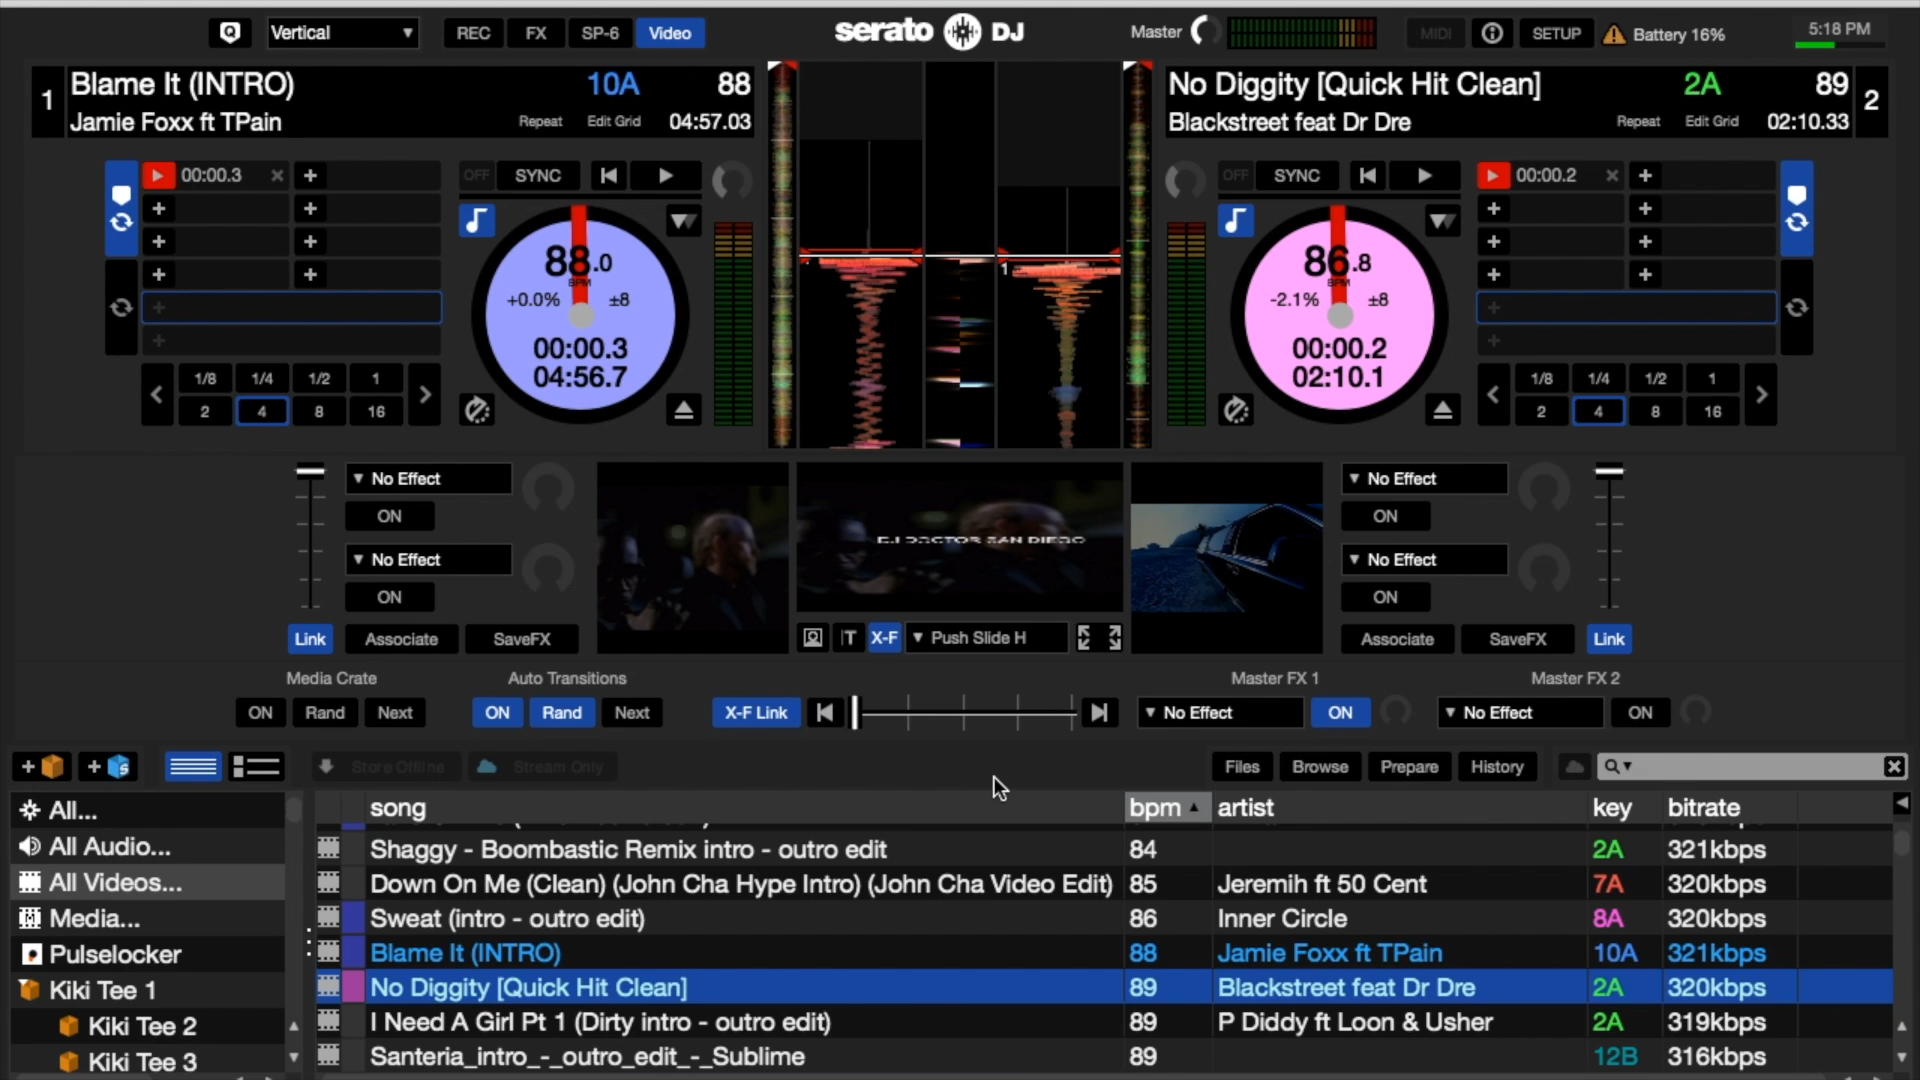 Vertical
REC
FX
SP-6
Video
serato DJ
Master
MIDI
SETUP
Battery 16%
5:18 PM
1
Blame It (INTRO)
10A
88
Jamie Foxx ft TPain
Repeat
Edit Grid
04:57.03
No Diggity [Quick Hit Clean]
2A
89
2
Blackstreet feat Dr Dre
Repeat
Edit Grid
02:10.33
00:00.3
OFF
SYNC
88.0
BPM
+0.0%
±8
00:00.3
04:56.7
1/8 1/4 1/2 1
2 4 8 16
1
OFF
SYNC
86.8
BPM
-2.1%
±8
00:00.2
02:10.1
00:00.2
1/8 1/4 1/2 1
2 4 8 16
No Effect
ON
No Effect
ON
Link
Associate
SaveFX
DJ DOCTOR SAN DIEGO
T
X-F
Push Slide H
No Effect
ON
No Effect
ON
Associate
SaveFX
Link
Media Crate
ON
Rand
Next
Auto Transitions
ON
Rand
Next
X-F Link
Master FX 1
No Effect
ON
Master FX 2
No Effect
ON
Store Offline
Stream Only
Files
Browse
Prepare
History
All...
All Audio...
All Videos...
Media...
Pulselocker
Kiki Tee 1
Kiki Tee 2
Kiki Tee 3
song bpm artist key bitrate
Shaggy - Boombastic Remix intro - outro edit 84 2A 321kbps
Down On Me (Clean) (John Cha Hype Intro) (John Cha Video Edit) 85 Jeremih ft 50 Cent 7A 320kbps
Sweat (intro - outro edit) 86 Inner Circle 8A 320kbps
Blame It (INTRO) 88 Jamie Foxx ft TPain 10A 321kbps
No Diggity [Quick Hit Clean] 89 Blackstreet feat Dr Dre 2A 320kbps
I Need A Girl Pt 1 (Dirty intro - outro edit) 89 P Diddy ft Loon & Usher 2A 319kbps
Santeria_intro_-_outro_edit_-_Sublime 89 12B 316kbps